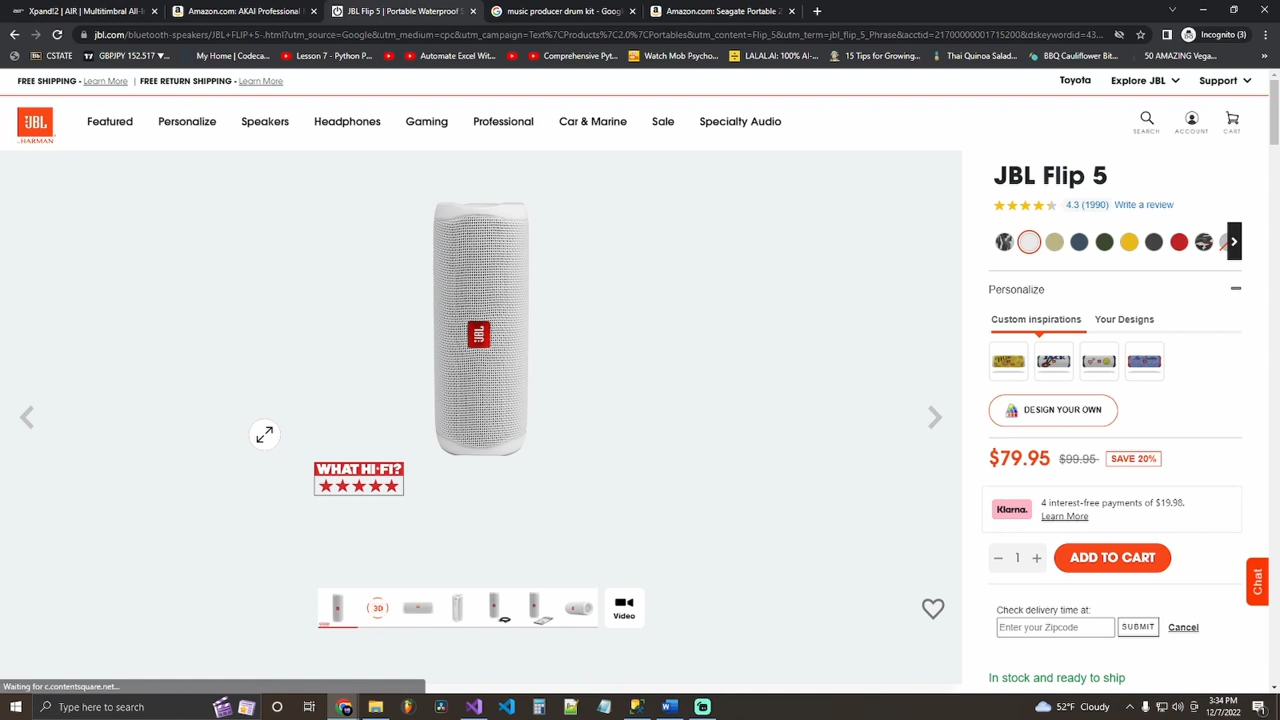 Xpand!2 | AIR | Multitimbral All-i
Amazon.com: AKAI Professional
JBL Flip 5 | Portable Waterproof S
music producer drum kit - Googl
Amazon.com: Seagate Portable 2
jbl.com/bluetooth-speakers/JBL+FLIP+5-.html?utm_source=Google&utm_medium=cpc&utm_campaign=Text%7CProducts%7C2.0%7CPortables&utm_content=Flip_5&utm_term=jbl_flip_5_Phrase&acctid=21700000001715200&dskeywordid=43...
Incognito (3)
CSTATE
GBPJPY 152.517 ▼...
My Home | Codeca...
Lesson 7 - Python F...
Automate Excel Wit...
Comprehensive Pyt...
Watch Mob Psycho...
LALAL.AI: 100% AI-...
15 Tips for Growing...
Thai Quinoa Salad...
BBQ Cauliflower Bit...
50 AMAZING Vega...
FREE SHIPPING - Learn More | FREE RETURN SHIPPING - Learn More
Toyota Explore JBL Support
JBL
by HARMAN
Featured Personalize Speakers Headphones Gaming Professional Car & Marine Sale Specialty Audio
SEARCH ACCOUNT CART
JBL Flip 5
4.3 (1990) Write a review
Personalize
Custom inspirations Your Designs
JBL
DESIGN YOUR OWN
$79.95 $99.95 SAVE 20%
WHAT HI-FI?
Klarna.
4 interest-free payments of $19.98.
Learn More
1 ADD TO CART
Chat
3D
Video
Check delivery time at:
Enter your Zipcode SUBMIT Cancel
In stock and ready to ship
Waiting for c.contentsquare.net...
Type here to search
52°F Cloudy
3:34 PM
12/7/2022